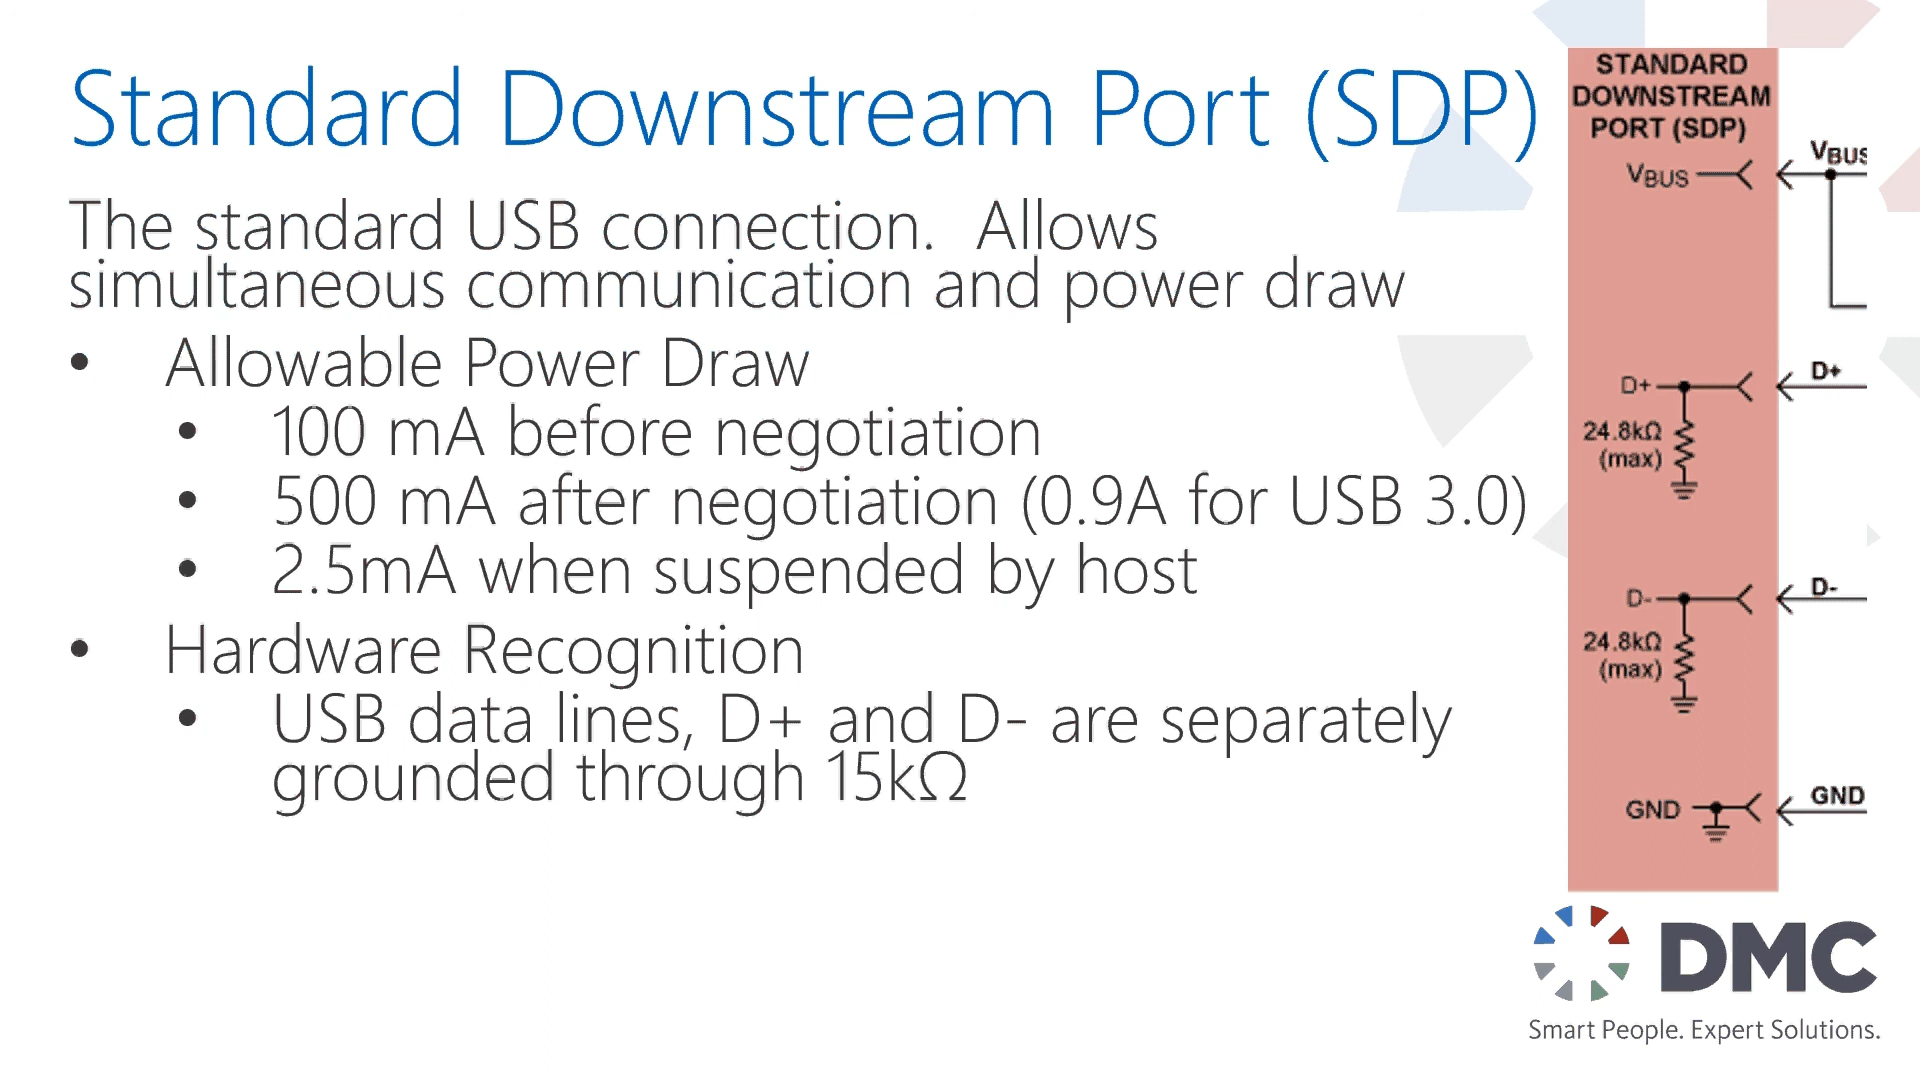 Standard Downstream Port (SDP)
The standard USB connection.  Allows
simultaneous communication and power draw
• Allowable Power Draw
• 100 mA before negotiation
• 500 mA after negotiation (0.9A for USB 3.0)
• 2.5mA when suspended by host
• Hardware Recognition
• USB data lines, D+ and D- are separately
grounded through 15kΩ
STANDARD
DOWNSTREAM
PORT (SDP)
VBUS
VBUS
D+
D+
24.8kΩ
(max)
D-
D-
24.8kΩ
(max)
GND
GND
DMC
Smart People. Expert Solutions.